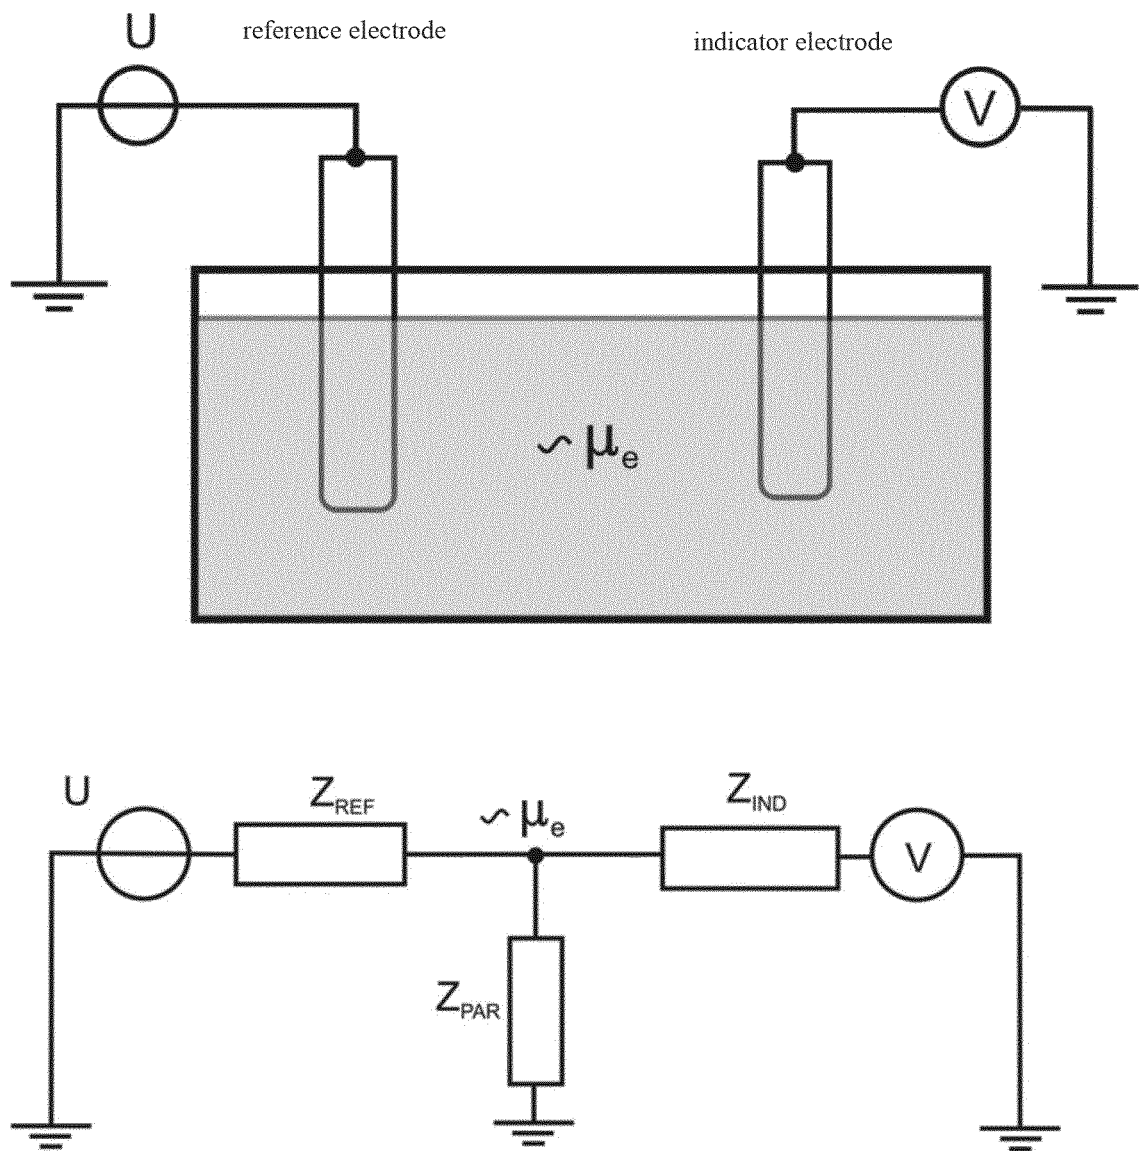 U
reference electrode
indicator electrode
V
~ μe
U
ZREF
~ μe
ZIND
V
ZPAR